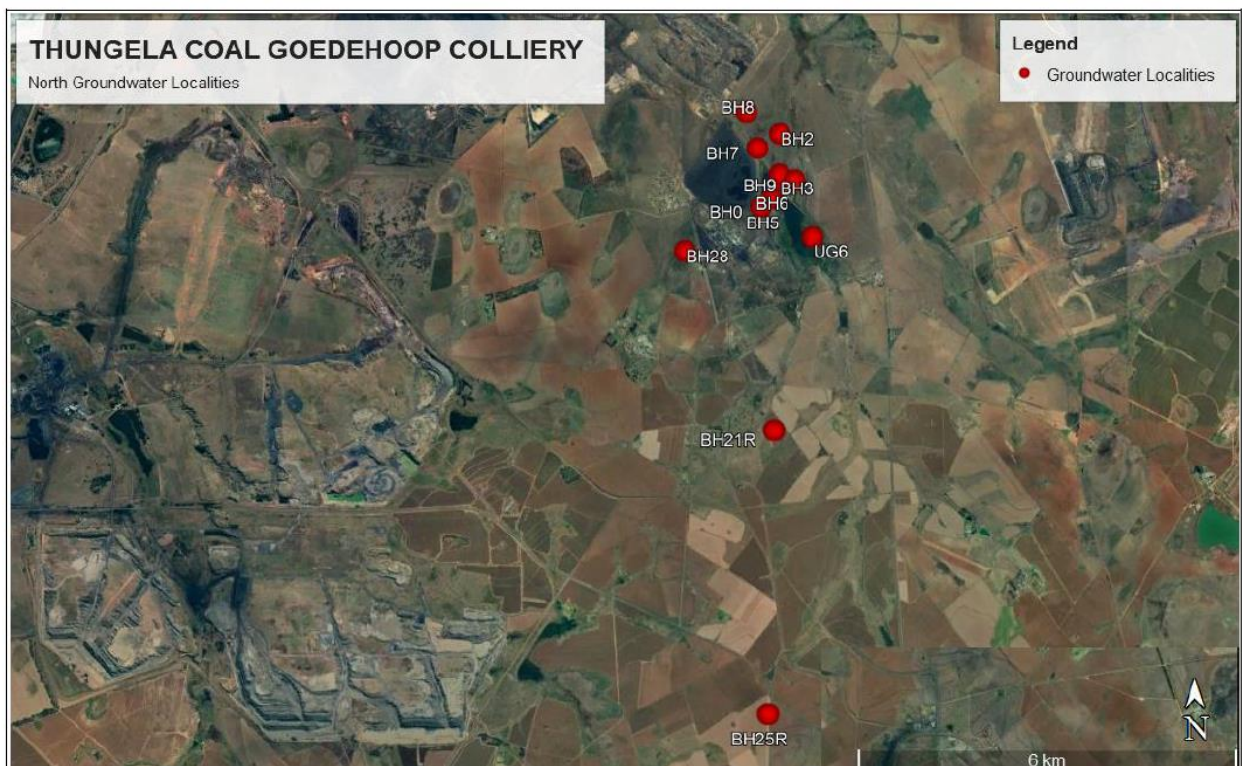 THUNGELA COAL GOEDEHOOP COLLIERY
North Groundwater Localities
Legend
Groundwater Localities
BH8
BH2
BH7
BH9
BH3
BH6
BH0
BH5
UG6
BH28
BH21R
BH25R
N
6 km